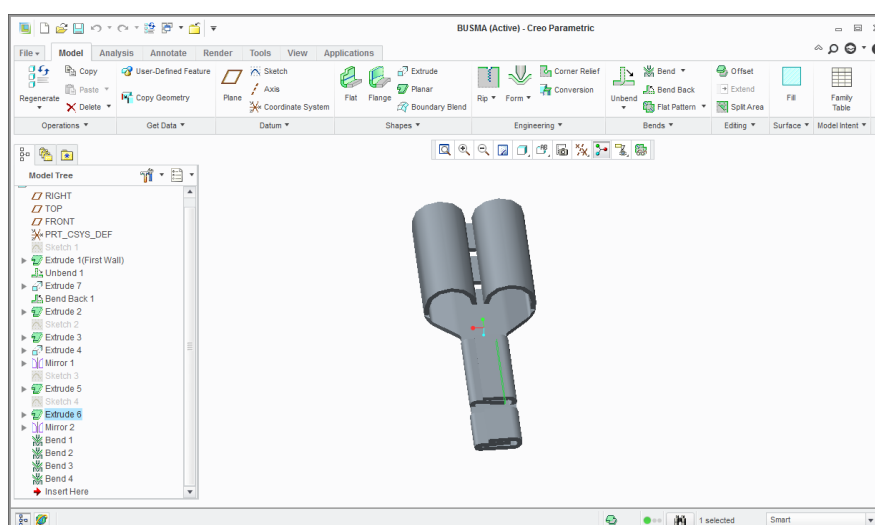 BUSMA (Active) - Creo Parametric
File Model Analysis Annotate Render Tools View Applications
Regenerate Copy Paste Delete
User-Defined Feature Copy Geometry
Plane Sketch Axis Coordinate System
Flat Flange Extrude Planar Boundary Blend
Rip Form Corner Relief Conversion
Unbend Bend Bend Back Flat Pattern
Offset Extend Split Area
Fill
Family Table
Operations Get Data Datum Shapes Engineering Bends Editing Surface Model Intent
Model Tree
RIGHT
TOP
FRONT
PRT_CSYS_DEF
Sketch 1
Extrude 1(First Wall)
Unbend 1
Extrude 7
Bend Back 1
Extrude 2
Sketch 2
Extrude 3
Extrude 4
Mirror 1
Sketch 3
Extrude 5
Sketch 4
Extrude 6
Mirror 2
Bend 1
Bend 2
Bend 3
Bend 4
Insert Here
1 selected Smart